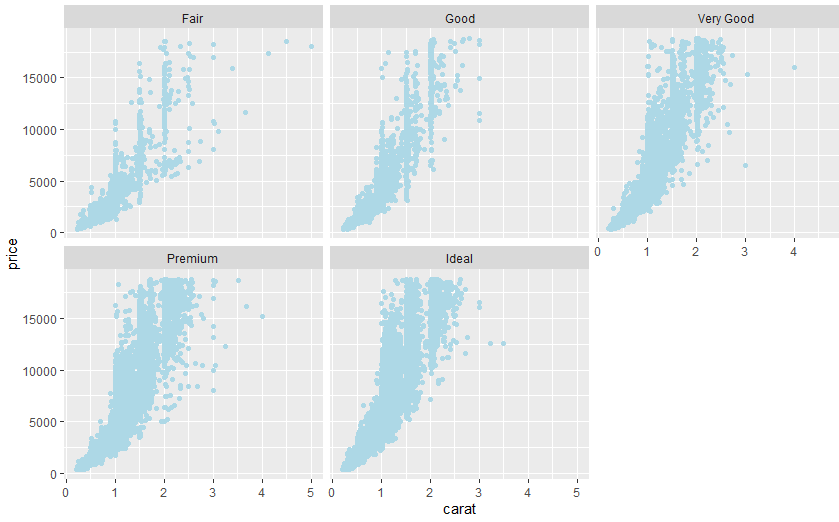 Fair Good Very Good
15000
10000
5000
0
0 1 2 3 4
price
Premium Ideal
15000
10000
5000
0
0 1 2 3 4 5 0 1 2 3 4 5
carat